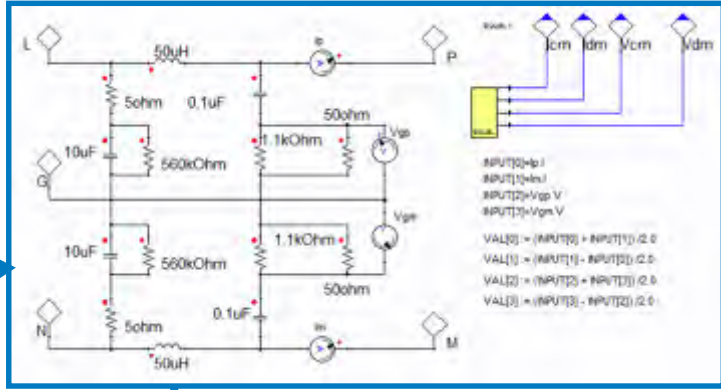 L
50uH
Ip
P
5ohm
0.1uF
50ohm
10uF
560kOhm
1.1kOhm
Vgp
G
Vgm
10uF
560kOhm
1.1kOhm
50ohm
N
5ohm
0.1uF
50uH
Im
M
Icm
Idm
Vcm
Vdm
INPUT[0]=Ip.I
INPUT[1]=Im.I
INPUT[2]=Vgp.V
INPUT[3]=Vgm.V
VAL[0] := (INPUT[0] + INPUT[1]) /2.0
VAL[1] := (INPUT[1] - INPUT[0]) /2.0
VAL[2] := (INPUT[2] + INPUT[3]) /2.0
VAL[3] := (INPUT[3] - INPUT[2]) /2.0